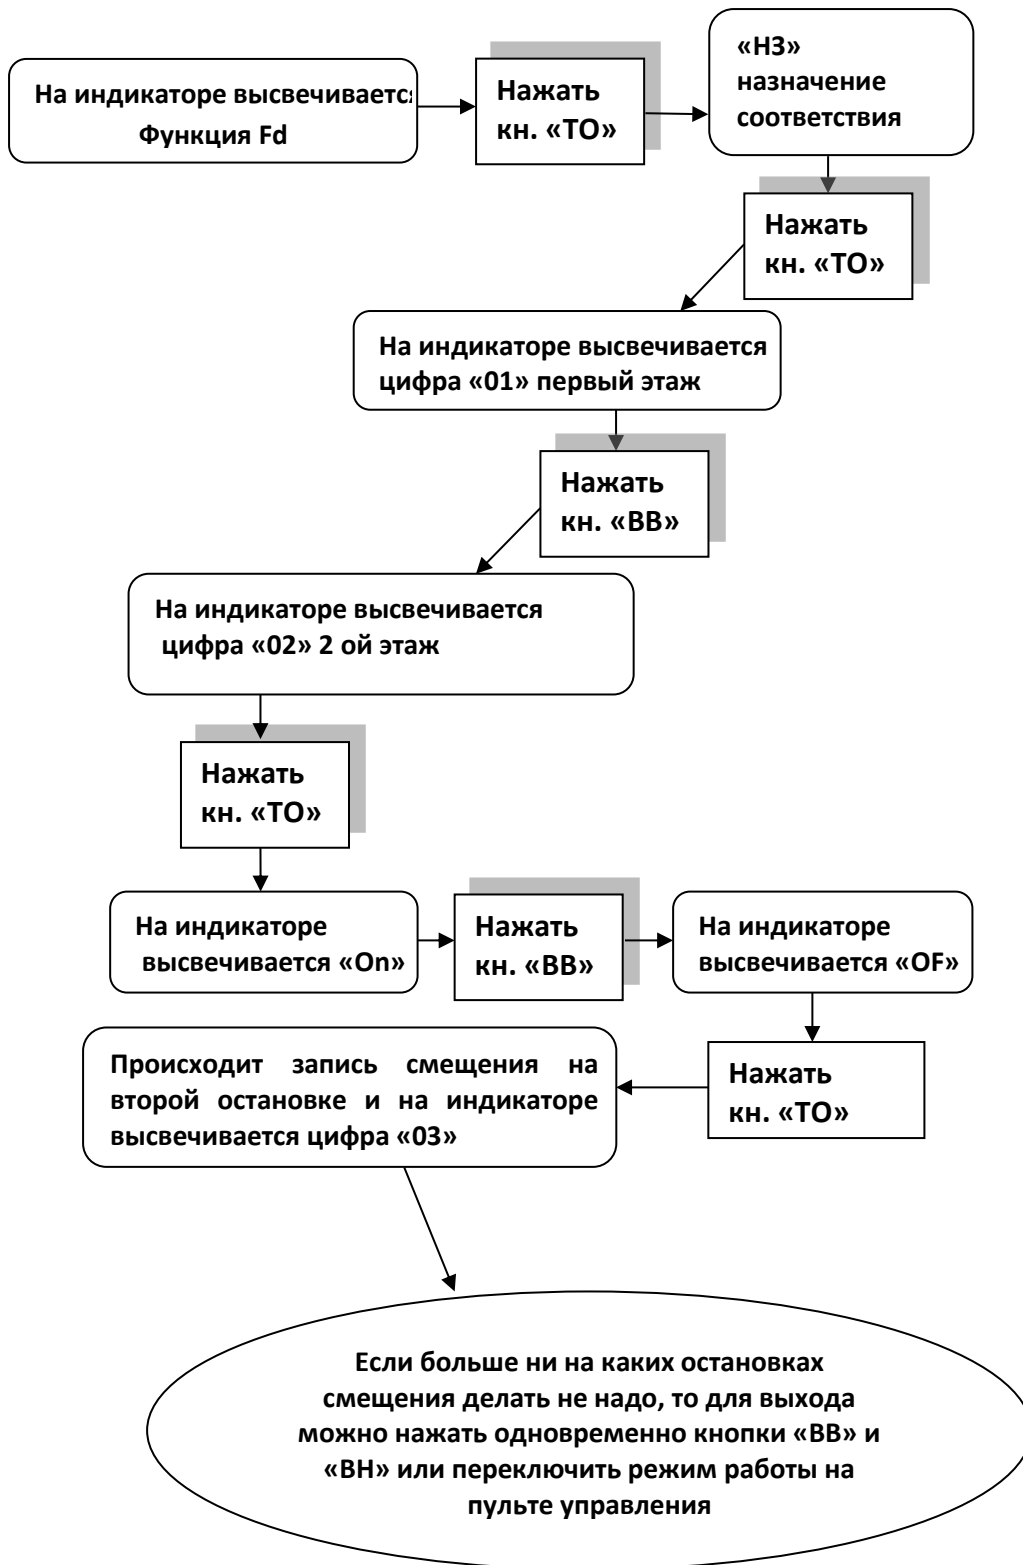 На индикаторе высвечивается
Функция Fd
Нажать
кн. «ТО»
«НЗ»
назначение
соответствия
Нажать
кн. «ТО»
На индикаторе высвечивается
цифра «01» первый этаж
Нажать
кн. «ВВ»
На индикаторе высвечивается
цифра «02» 2 ой этаж
Нажать
кн. «ТО»
На индикаторе
высвечивается «On»
Нажать
кн. «ВВ»
На индикаторе
высвечивается «OF»
Нажать
кн. «ТО»
Происходит запись смещения на
второй остановке и на индикаторе
высвечивается цифра «03»
Если больше ни на каких остановках
смещения делать не надо, то для выхода
можно нажать одновременно кнопки «ВВ» и
«ВН» или переключить режим работы на
пульте управления